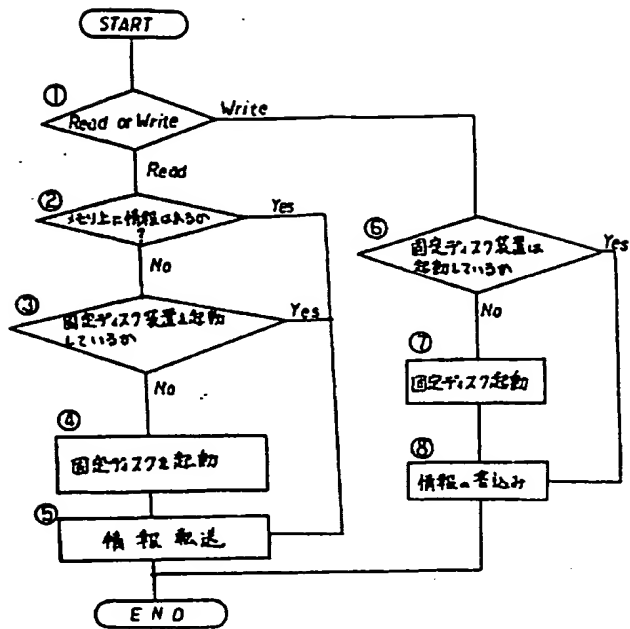 START
①
Read or Write
Write
Read
②
メモリ上に情報はあるの
?
Yes
No
③
固定ディスク装置は起動
しているか
Yes
No
④
固定ディスクを起動
⑤
情報転送
⑥
固定ディスク装置は
起動しているか
Yes
No
⑦
固定ディスク起動
⑧
情報の書込み
END